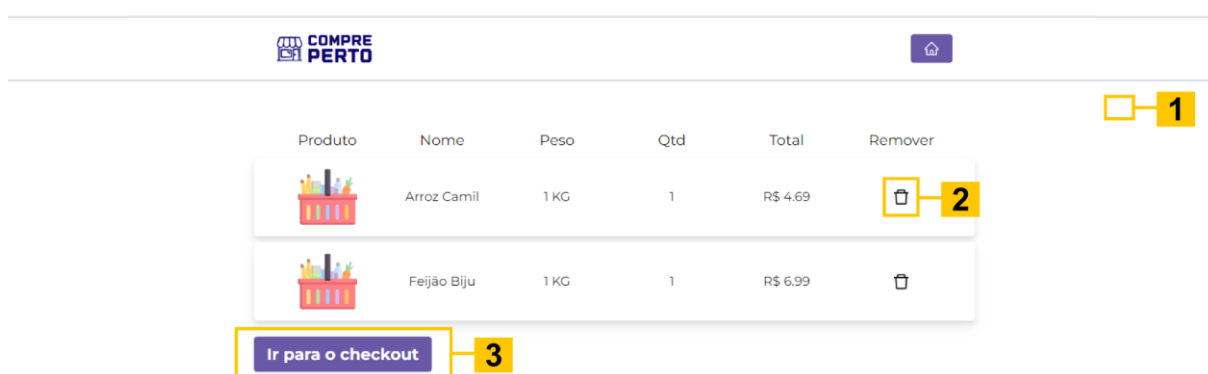 COMPRE
PERTO
1
Produto Nome Peso Qtd Total Remover
Arroz Camil 1 KG 1 R$ 4.69 2
Feijão Biju 1 KG 1 R$ 6.99
Ir para o checkout 3